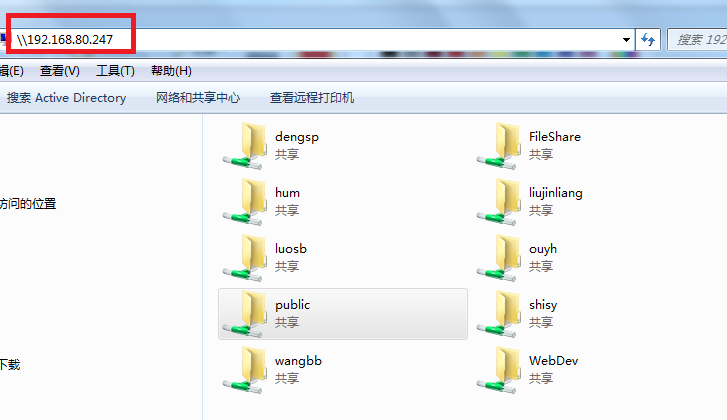 \\192.168.80.247
搜索 192
辑(E) 查看(V) 工具(T) 帮助(H)
搜索 Active Directory 网络和共享中心 查看远程打印机
dengsp
共享
FileShare
共享
hum
共享
liujinliang
共享
访问的位置
luosb
共享
ouyh
共享
public
共享
shisy
共享
下载
wangbb
共享
WebDev
共享